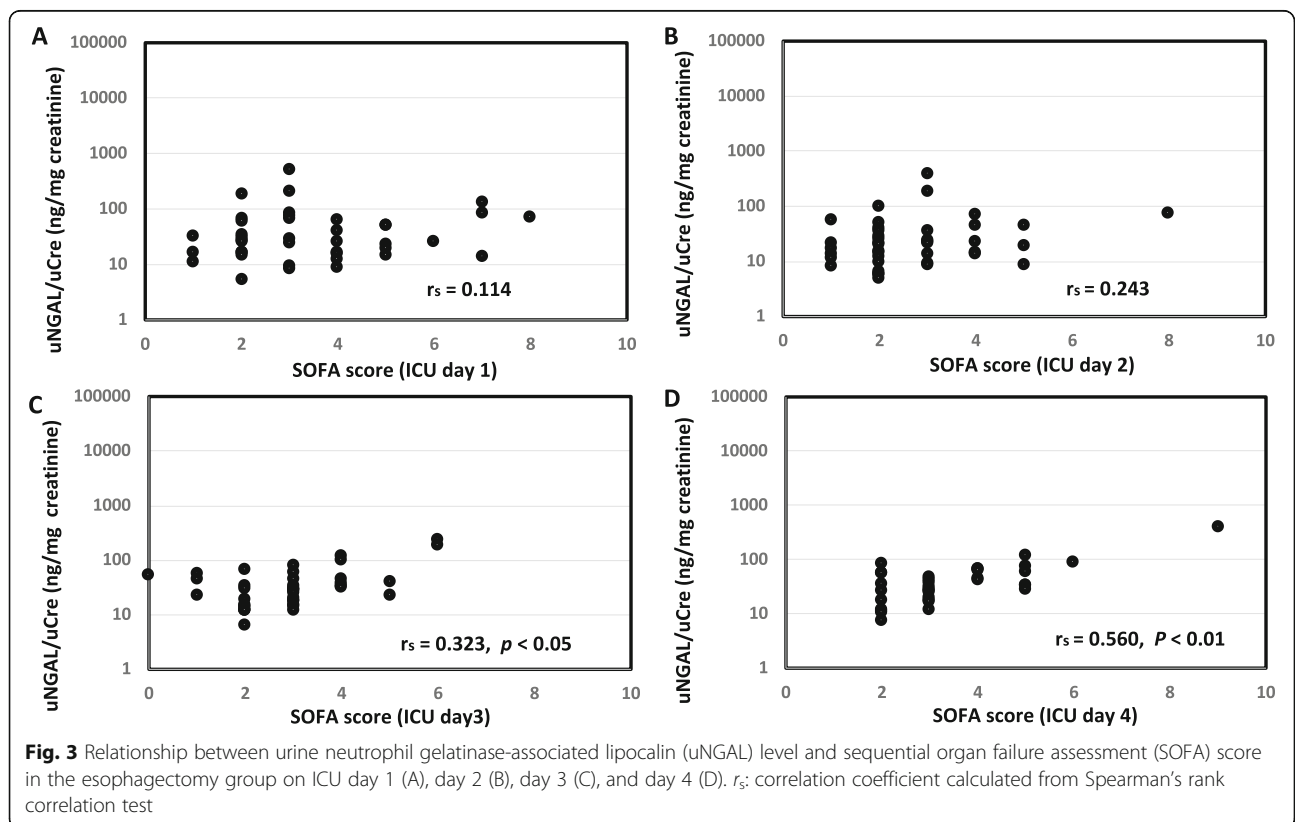 A
uNGAL/uCre (ng/mg creatinine)
100000
10000
1000
100
10
1
0 2 4 6 8 10
rs = 0.114
SOFA score (ICU day 1)
B
uNGAL/uCre (ng/mg creatinine)
100000
10000
1000
100
10
1
0 2 4 6 8 10
rs = 0.243
SOFA score (ICU day 2)
C
uNGAL/uCre (ng/mg creatinine)
100000
10000
1000
100
10
1
0 2 4 6 8 10
rs = 0.323, p < 0.05
SOFA score (ICU day3)
D
uNGAL/uCre (ng/mg creatinine)
100000
10000
1000
100
10
1
0 2 4 6 8 10
rs = 0.560, P < 0.01
SOFA score (ICU day 4)
Fig. 3 Relationship between urine neutrophil gelatinase-associated lipocalin (uNGAL) level and sequential organ failure assessment (SOFA) score
in the esophagectomy group on ICU day 1 (A), day 2 (B), day 3 (C), and day 4 (D). rs: correlation coefficient calculated from Spearman’s rank
correlation test